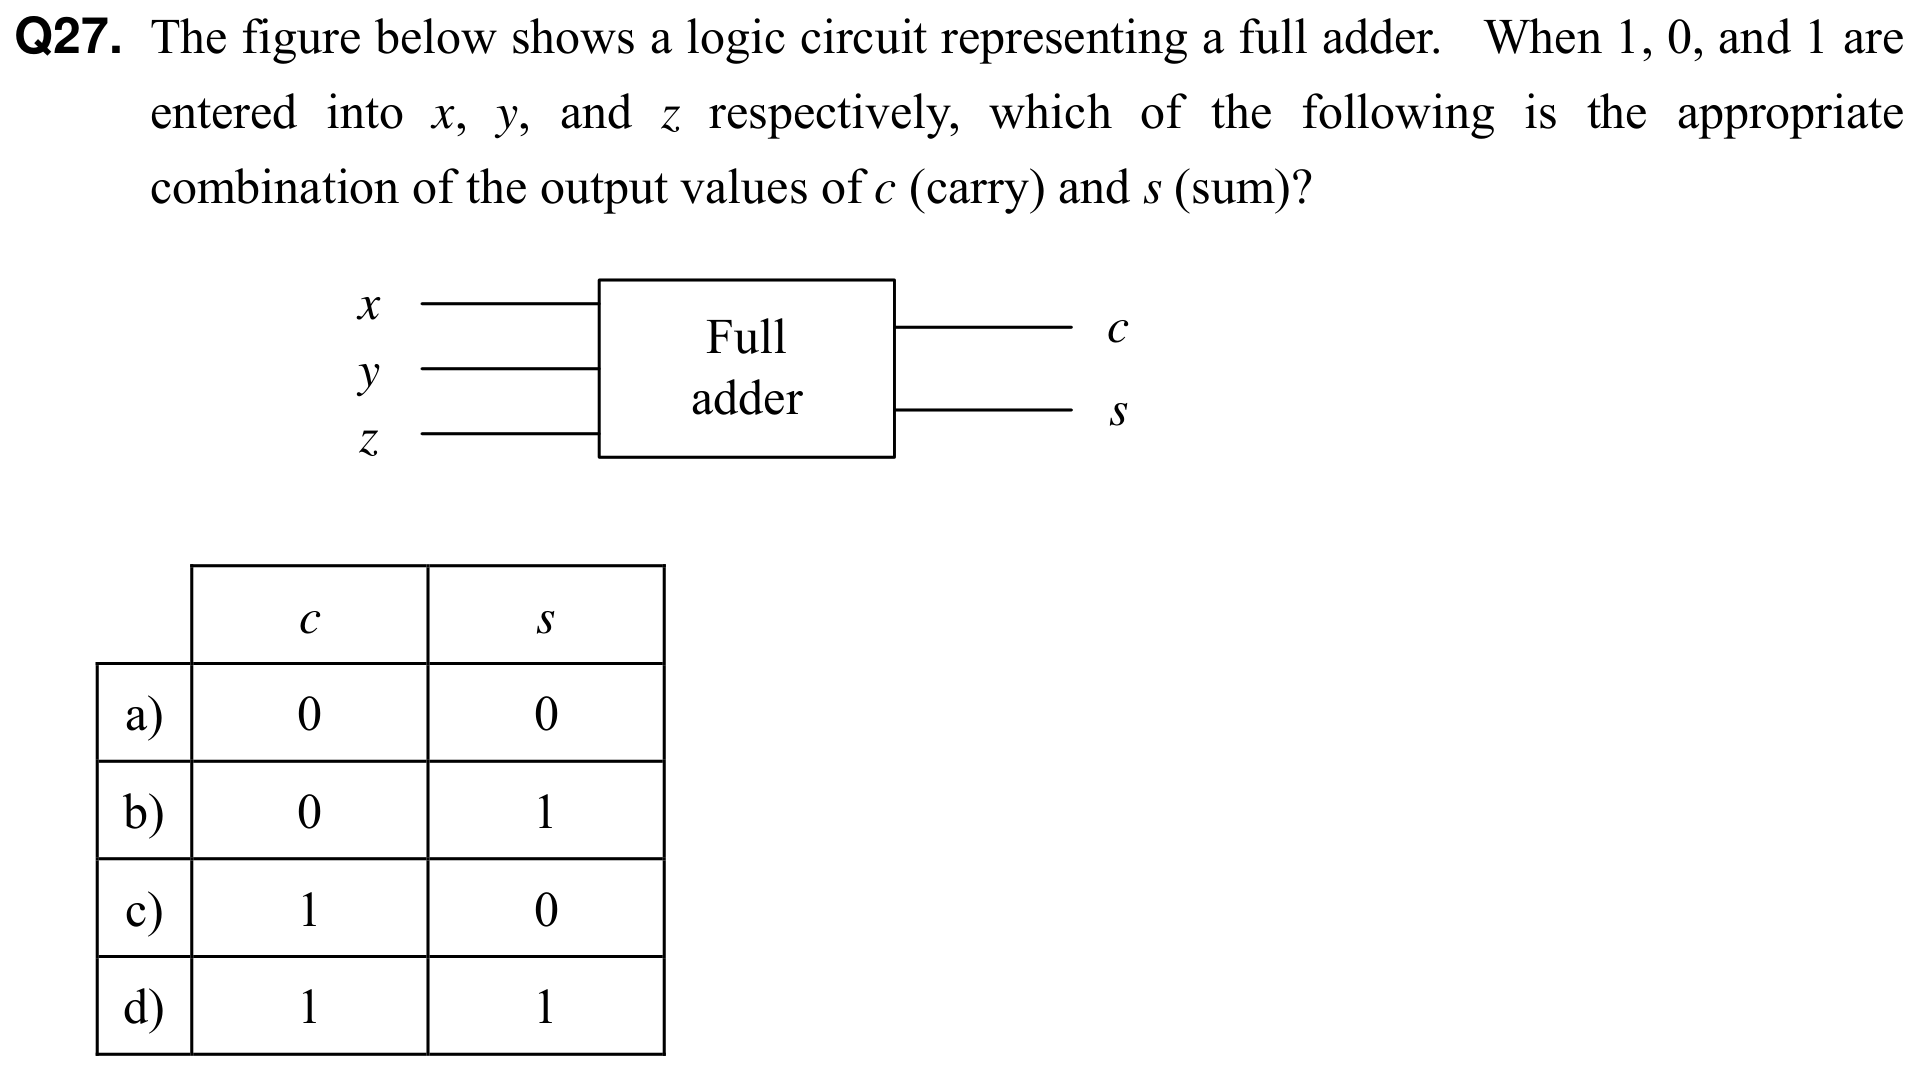 Q27. The figure below shows a logic circuit representing a full adder. When 1, 0, and 1 are
entered into x, y, and z respectively, which of the following is the appropriate
combination of the output values of c (carry) and s (sum)?
x
y
z
Full
adder
c
s
c s
a) 0 0
b) 0 1
c) 1 0
d) 1 1